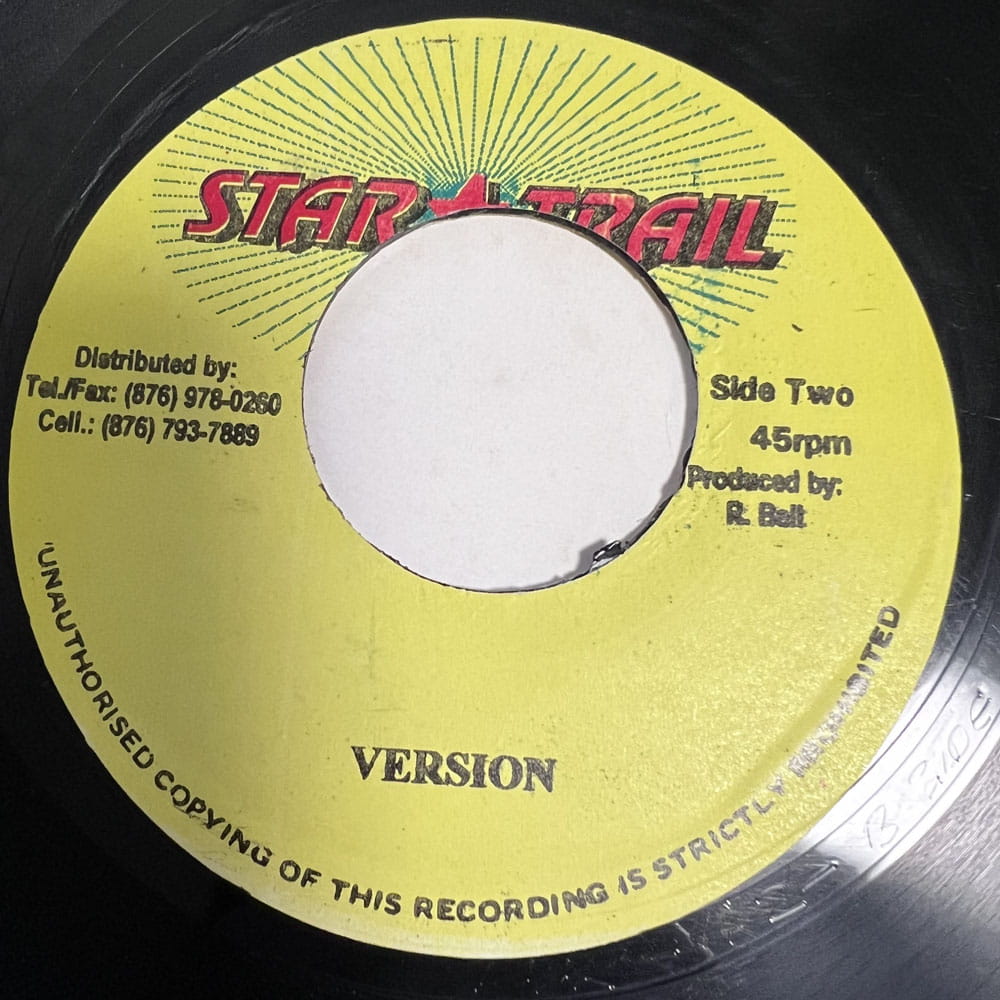 STAR TRAIL
Distributed by:
Tel./Fax: (876) 978-0260
Cell.: (876) 793-7889
Side Two
45rpm
Produced by:
R. Bell
VERSION
UNAUTHORISED COPYING OF THIS RECORDING IS STRICTLY PROHIBITED